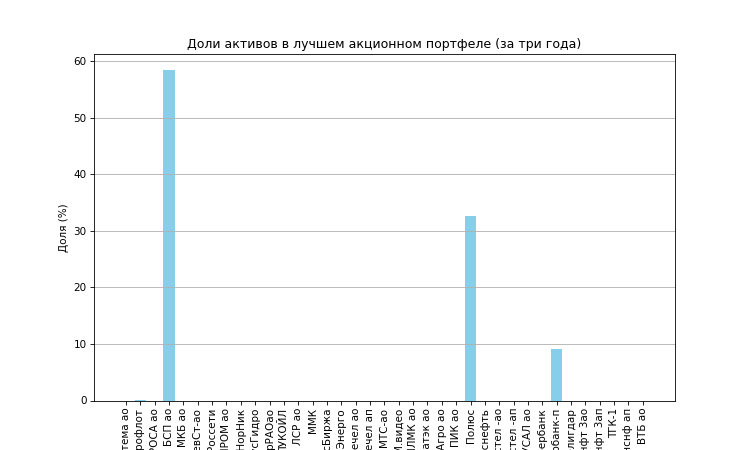 Доли активов в лучшем акционном портфеле (за три года)
Доля (%)
60
50
40
30
20
10
0
тема ао
рофлот
РОСА ао
БСП ао
МКБ ао
евСт-ао
Россети
ПРОМ ао
НорНик
сГидро
рРАОао
ЛУКОЙЛ
ЛСР ао
ММК
сБиржа
Энерго
ечел ао
ечел ап
МТС-ао
М.видео
ЛМК ао
атэк ао
Агро ао
ПИК ао
Полюс
снефть
стел -ао
стел -ап
УСАЛ ао
ербанк
рбанк-п
лигдар
нфт 3ао
нфт 3ап
ТГК-1
нснф ап
ВТБ ао